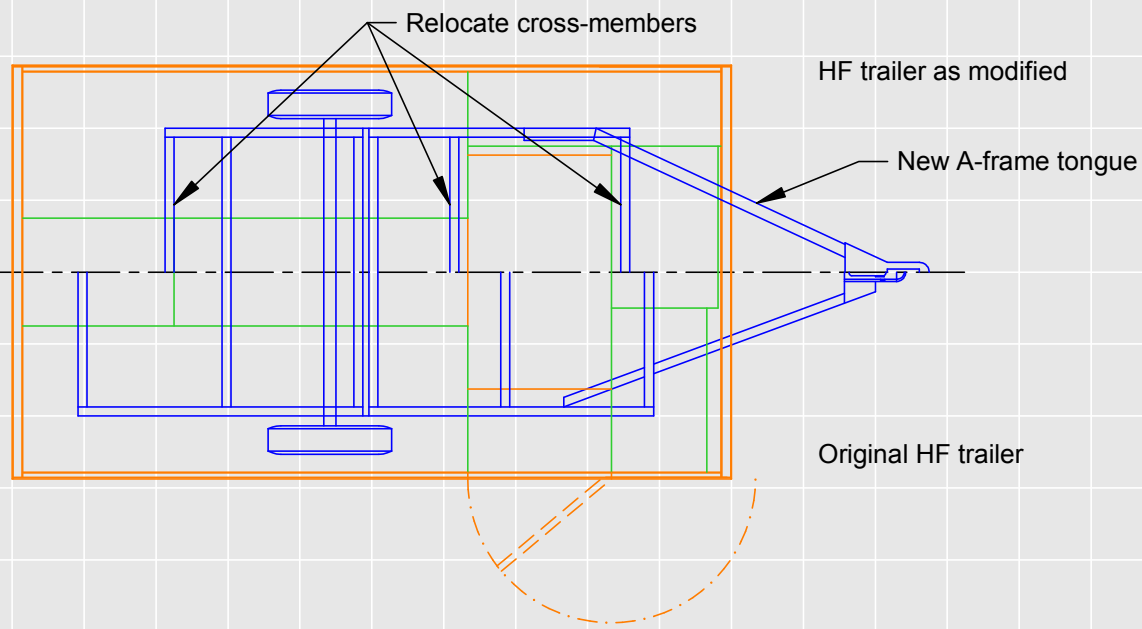 Relocate cross-members
HF trailer as modified
New A-frame tongue
Original HF trailer